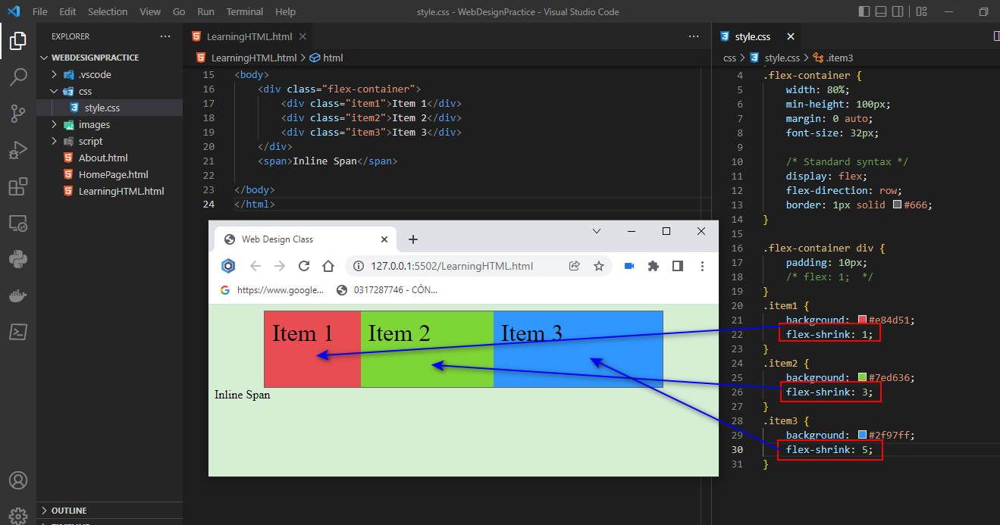 File Edit Selection View Go Run Terminal Help
style.css - WebDesignPractice - Visual Studio Code
EXPLORER
WEBDESIGNPRACTICE
.vscode
css
style.css
images
script
About.html
HomePage.html
LearningHTML.html
OUTLINE
LearningHTML.html
LearningHTML.html > html
15 <body>
16 <div class="flex-container">
17 <div class="item1">Item 1</div>
18 <div class="item2">Item 2</div>
19 <div class="item3">Item 3</div>
20 </div>
21 <span>Inline Span</span>
22
23 </body>
24 </html>
Web Design Class
127.0.0.1:5502/LearningHTML.html
https://www.google...
0317287746 - CÔN...
Item 1 Item 2 Item 3
Inline Span
style.css
css > style.css > .item3
4 .flex-container {
5 width: 80%;
6 min-height: 100px;
7 margin: 0 auto;
8 font-size: 32px;
9
10 /* Standard syntax */
11 display: flex;
12 flex-direction: row;
13 border: 1px solid #666;
14 }
15
16 .flex-container div {
17 padding: 10px;
18 /* flex: 1;  */
19 }
20 .item1 {
21 background: #e84d51;
22 flex-shrink: 1;
23 }
24 .item2 {
25 background: #7ed636;
26 flex-shrink: 3;
27 }
28 .item3 {
29 background: #2f97ff;
30 flex-shrink: 5;
31 }